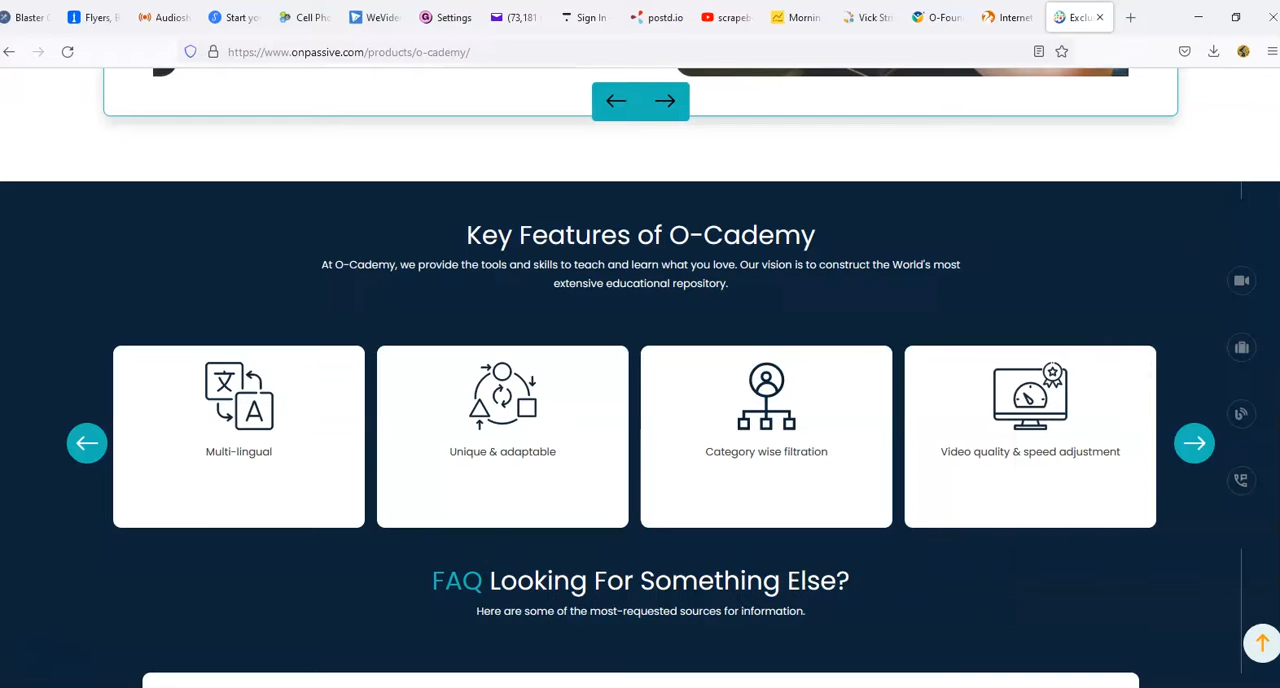 Blaster
Flyers,
Audiosh
Start yo
Cell Ph
WeVide
Settings
(73,181
Sign In
postd.io
scrapeb
Mornin
Vick Stri
O-Foun
Internet
Exclu
https://www.onpassive.com/products/o-cademy/
Key Features of O-Cademy
At O-Cademy, we provide the tools and skills to teach and learn what you love. Our vision is to construct the World's most
extensive educational repository.
文
A
Multi-lingual
Unique & adaptable
Category wise filtration
Video quality & speed adjustment
FAQ Looking For Something Else?
Here are some of the most-requested sources for information.